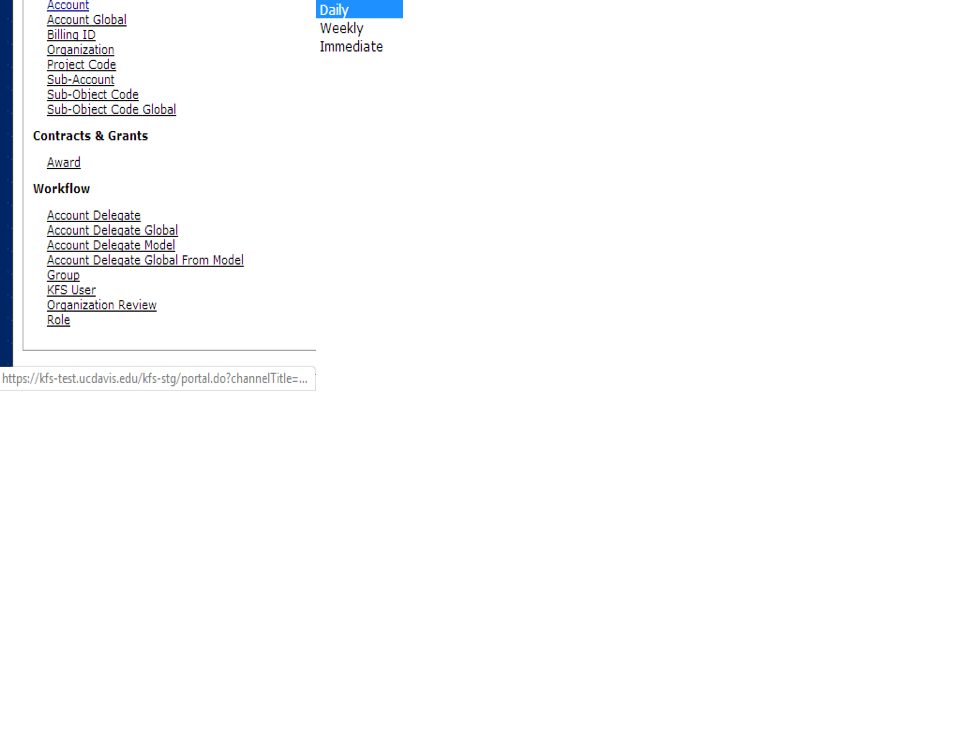 Account
Account Global
Billing ID
Organization
Project Code
Sub-Account
Sub-Object Code
Sub-Object Code Global
Contracts & Grants
Award
Workflow
Account Delegate
Account Delegate Global
Account Delegate Model
Account Delegate Global From Model
Group
KFS User
Organization Review
Role
https://kfs-test.ucdavis.edu/kfs-stg/portal.do?channelTitle=...
Daily
Weekly
Immediate